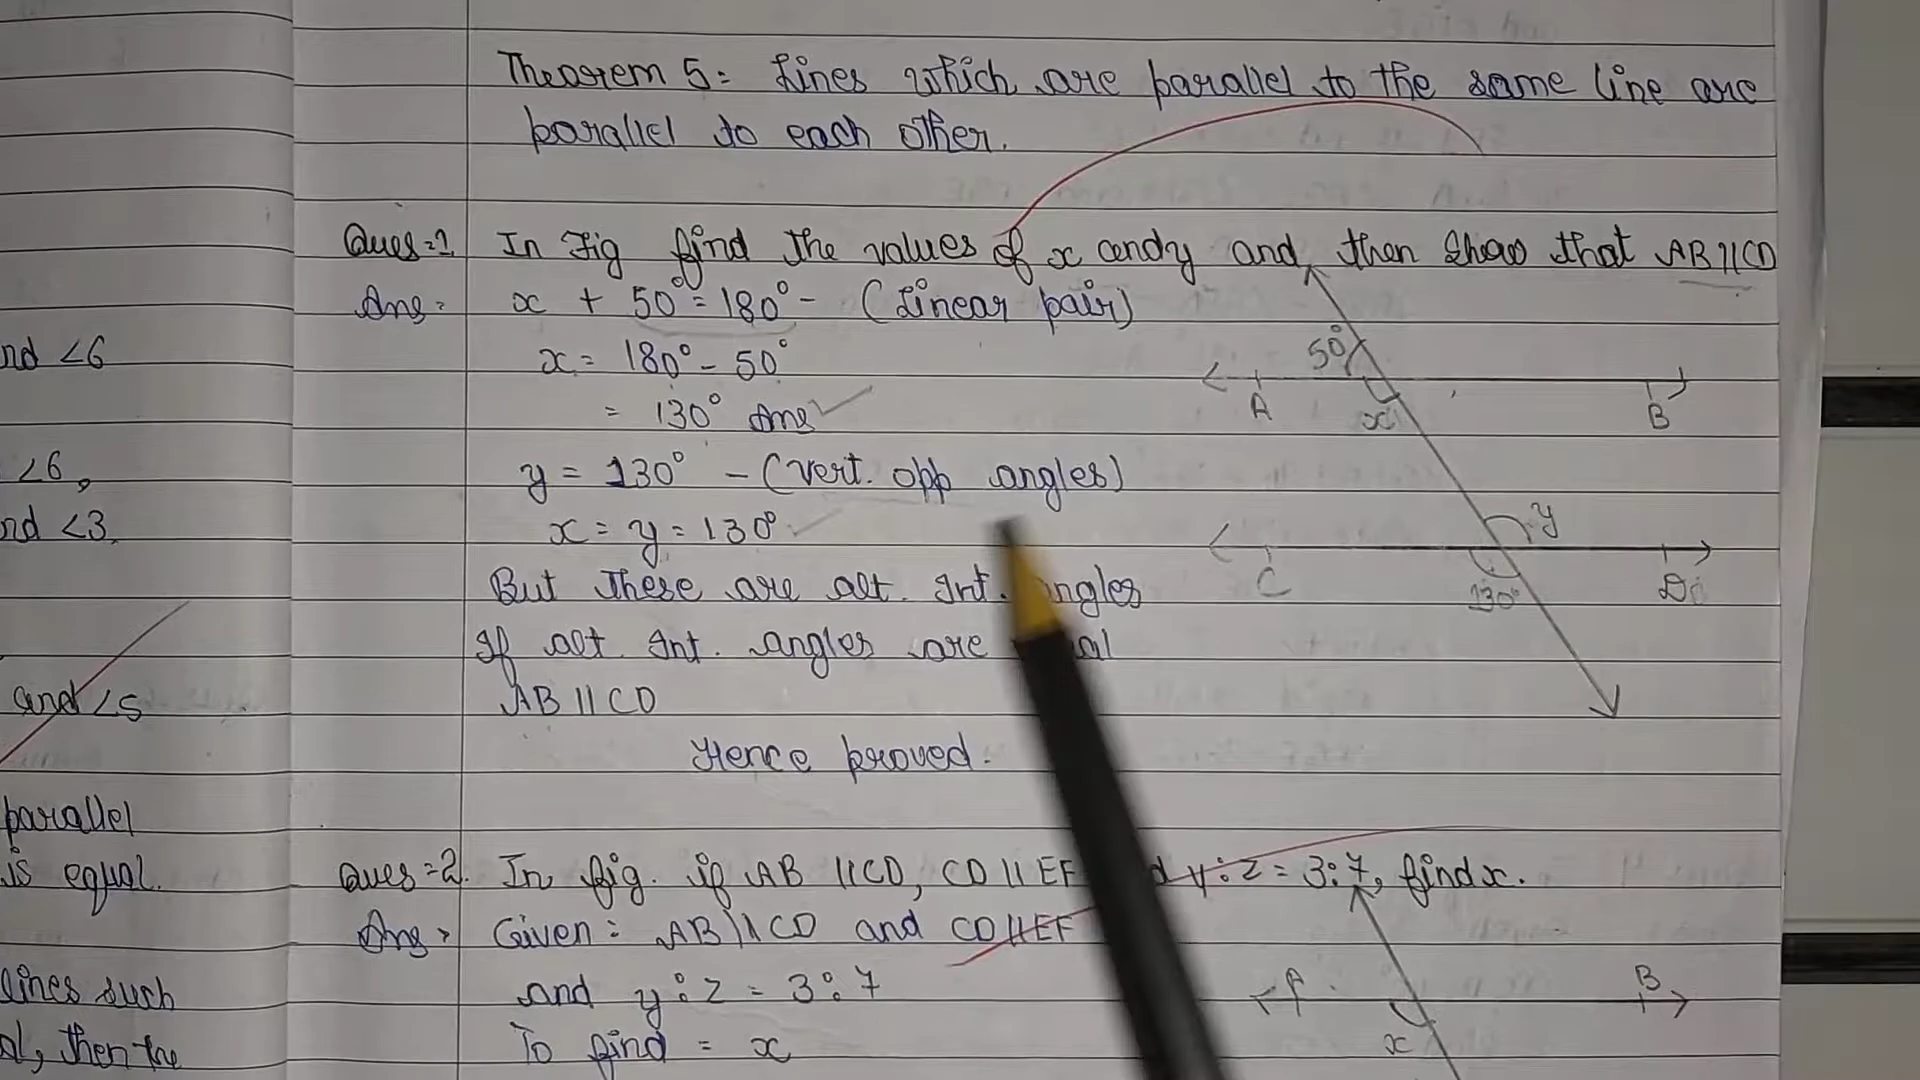 Theorem 5: Lines which are parallel to the same line are
parallel to each other.
Ques=1 In Fig find the values of x andy and then show that AB||CD
Ans= x + 50° = 180° - (Linear pair)
x = 180° - 50°
= 130° Ans
y = 130° - (vert. opp angles)
x = y = 130°
But these are alt. Int.
If alt. Int. angles are
AB || CD
Hence proved.
50°
A
x
B
y
C
130°
D
nd <6
<6,
nd <3,
and <5
parallel
is equal.
lines such
then the
Ques=2. In fig. if AB ||CD, CD || EF y:z = 3:7, find x.
Ans > Given: AB||CD and CD||EF
and y:z = 3:7
To find = x
A
B
x